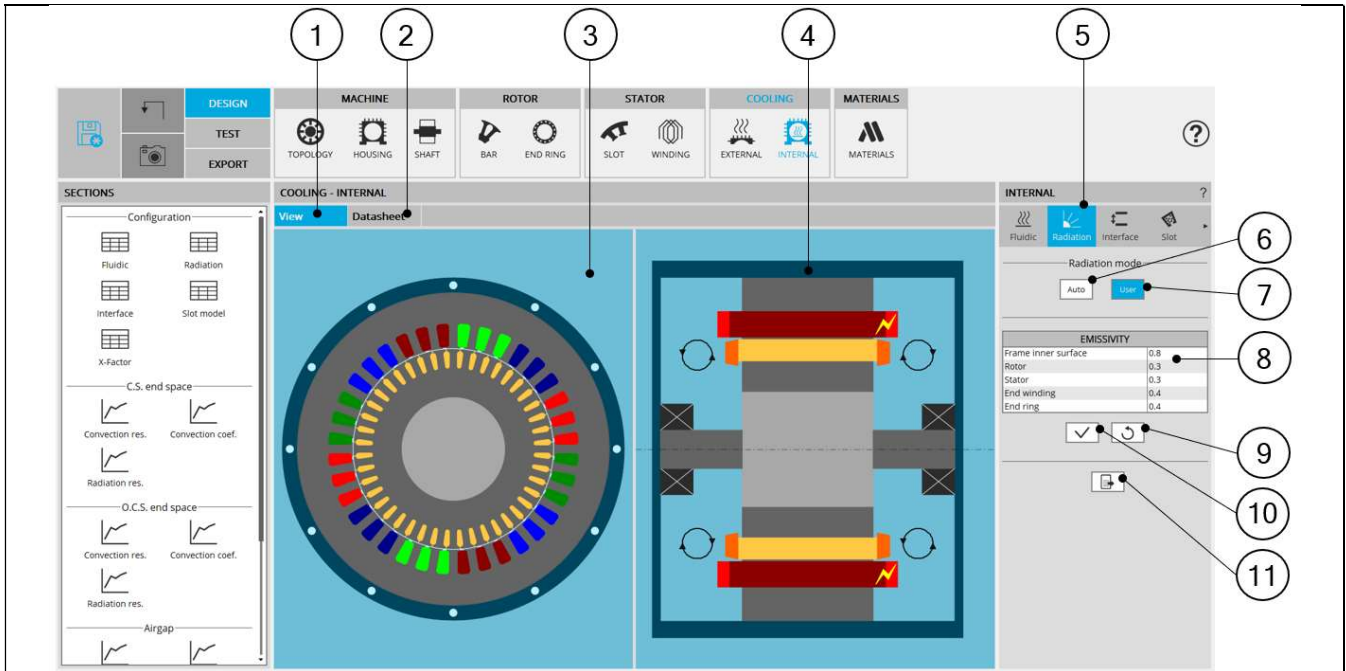 1 2 3 4 5
DESIGN MACHINE ROTOR STATOR COOLING MATERIALS
TEST
TOPOLOGY HOUSING SHAFT BAR END RING SLOT WINDING EXTERNAL INTERNAL MATERIALS
EXPORT
?
SECTIONS
Configuration
Fluidic Radiation
Interface Slot model
X-Factor
C.S. end space
Convection res. Convection coef.
Radiation res.
O.C.S. end space
Convection res. Convection coef.
Radiation res.
Airgap
COOLING - INTERNAL
View Datasheet
INTERNAL ?
Fluidic Radiation Interface Slot
Radiation mode
Auto User
EMISSIVITY
Frame inner surface 0.8
Rotor 0.3
Stator 0.3
End winding 0.4
End ring 0.4
6
7
8
9
10
11